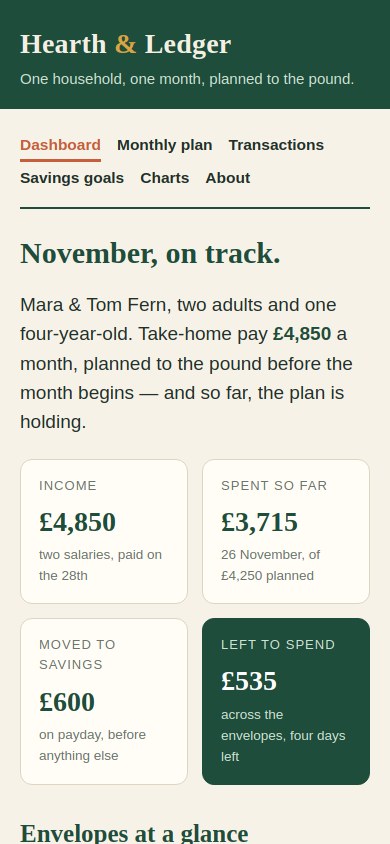 Hearth & Ledger
One household, one month, planned to the pound.
Dashboard Monthly plan Transactions
Savings goals Charts About
November, on track.
Mara & Tom Fern, two adults and one
four-year-old. Take-home pay £4,850 a
month, planned to the pound before the
month begins — and so far, the plan is
holding.
INCOME
£4,850
two salaries, paid on
the 28th
SPENT SO FAR
£3,715
26 November, of
£4,250 planned
MOVED TO
SAVINGS
£600
on payday, before
anything else
LEFT TO SPEND
£535
across the
envelopes, four days
left
Envelopes at a glance